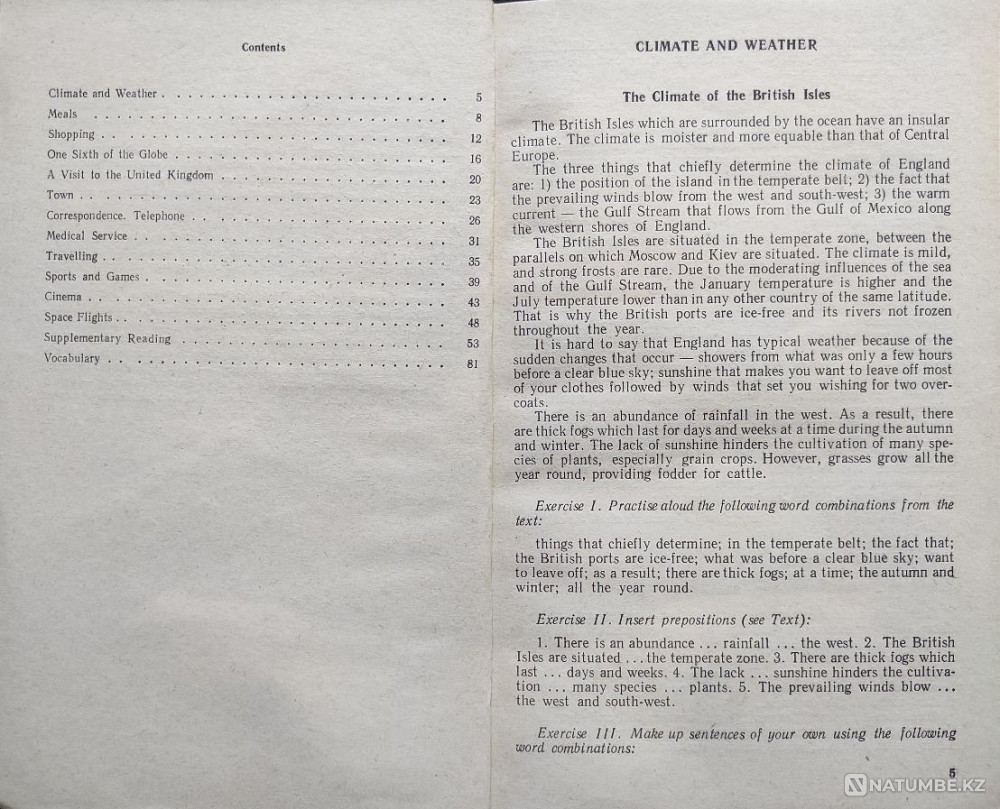 Contents
Climate and Weather . . . . . . . . . . . . . . . . . . . . . . . . . 5
Meals . . . . . . . . . . . . . . . . . . . . . . . . . . . . . . 8
Shopping . . . . . . . . . . . . . . . . . . . . . . . . . . . . . 12
One Sixth of the Globe . . . . . . . . . . . . . . . . . . . . . . . 16
A Visit to the United Kingdom . . . . . . . . . . . . . . . . . . . . 20
Town . . . . . . . . . . . . . . . . . . . . . . . . . . . . . . . 23
Correspondence. Telephone . . . . . . . . . . . . . . . . . . . . . . 26
Medical Service . . . . . . . . . . . . . . . . . . . . . . . . . . 31
Travelling . . . . . . . . . . . . . . . . . . . . . . . . . . . . . 35
Sports and Games . . . . . . . . . . . . . . . . . . . . . . . . . . 39
Cinema . . . . . . . . . . . . . . . . . . . . . . . . . . . . . . 43
Space Flights . . . . . . . . . . . . . . . . . . . . . . . . . . . . 48
Supplementary Reading . . . . . . . . . . . . . . . . . . . . . . . 53
Vocabulary . . . . . . . . . . . . . . . . . . . . . . . . . . . . . 81
CLIMATE AND WEATHER
The Climate of the British Isles
The British Isles which are surrounded by the ocean have an insular
climate. The climate is moister and more equable than that of Central
Europe.
The three things that chiefly determine the climate of England
are: 1) the position of the island in the temperate belt; 2) the fact that
the prevailing winds blow from the west and south-west; 3) the warm
current — the Gulf Stream that flows from the Gulf of Mexico along
the western shores of England.
The British Isles are situated in the temperate zone, between the
parallels on which Moscow and Kiev are situated. The climate is mild,
and strong frosts are rare. Due to the moderating influences of the sea
and of the Gulf Stream, the January temperature is higher and the
July temperature lower than in any other country of the same latitude.
That is why the British ports are ice-free and its rivers not frozen
throughout the year.
It is hard to say that England has typical weather because of the
sudden changes that occur — showers from what was only a few hours
before a clear blue sky; sunshine that makes you want to leave off most
of your clothes followed by winds that set you wishing for two over-
coats.
There is an abundance of rainfall in the west. As a result, there
are thick fogs which last for days and weeks at a time during the autumn
and winter. The lack of sunshine hinders the cultivation of many spe-
cies of plants, especially grain crops. However, grasses grow all the
year round, providing fodder for cattle.
Exercise I. Practise aloud the following word combinations from the
text:
things that chiefly determine; in the temperate belt; the fact that;
the British ports are ice-free; what was before a clear blue sky; want
to leave off; as a result; there are thick fogs; at a time; the autumn and
winter; all the year round.
Exercise II. Insert prepositions (see Text):
1. There is an abundance ... rainfall ... the west. 2. The British
Isles are situated ... the temperate zone. 3. There are thick fogs which
last ... days and weeks. 4. The lack ... sunshine hinders the cultiva-
tion ... many species ... plants. 5. The prevailing winds blow ...
the west and south-west.
Exercise III. Make up sentences of your own using the following
word combinations:
5
NATUMBE.KZ